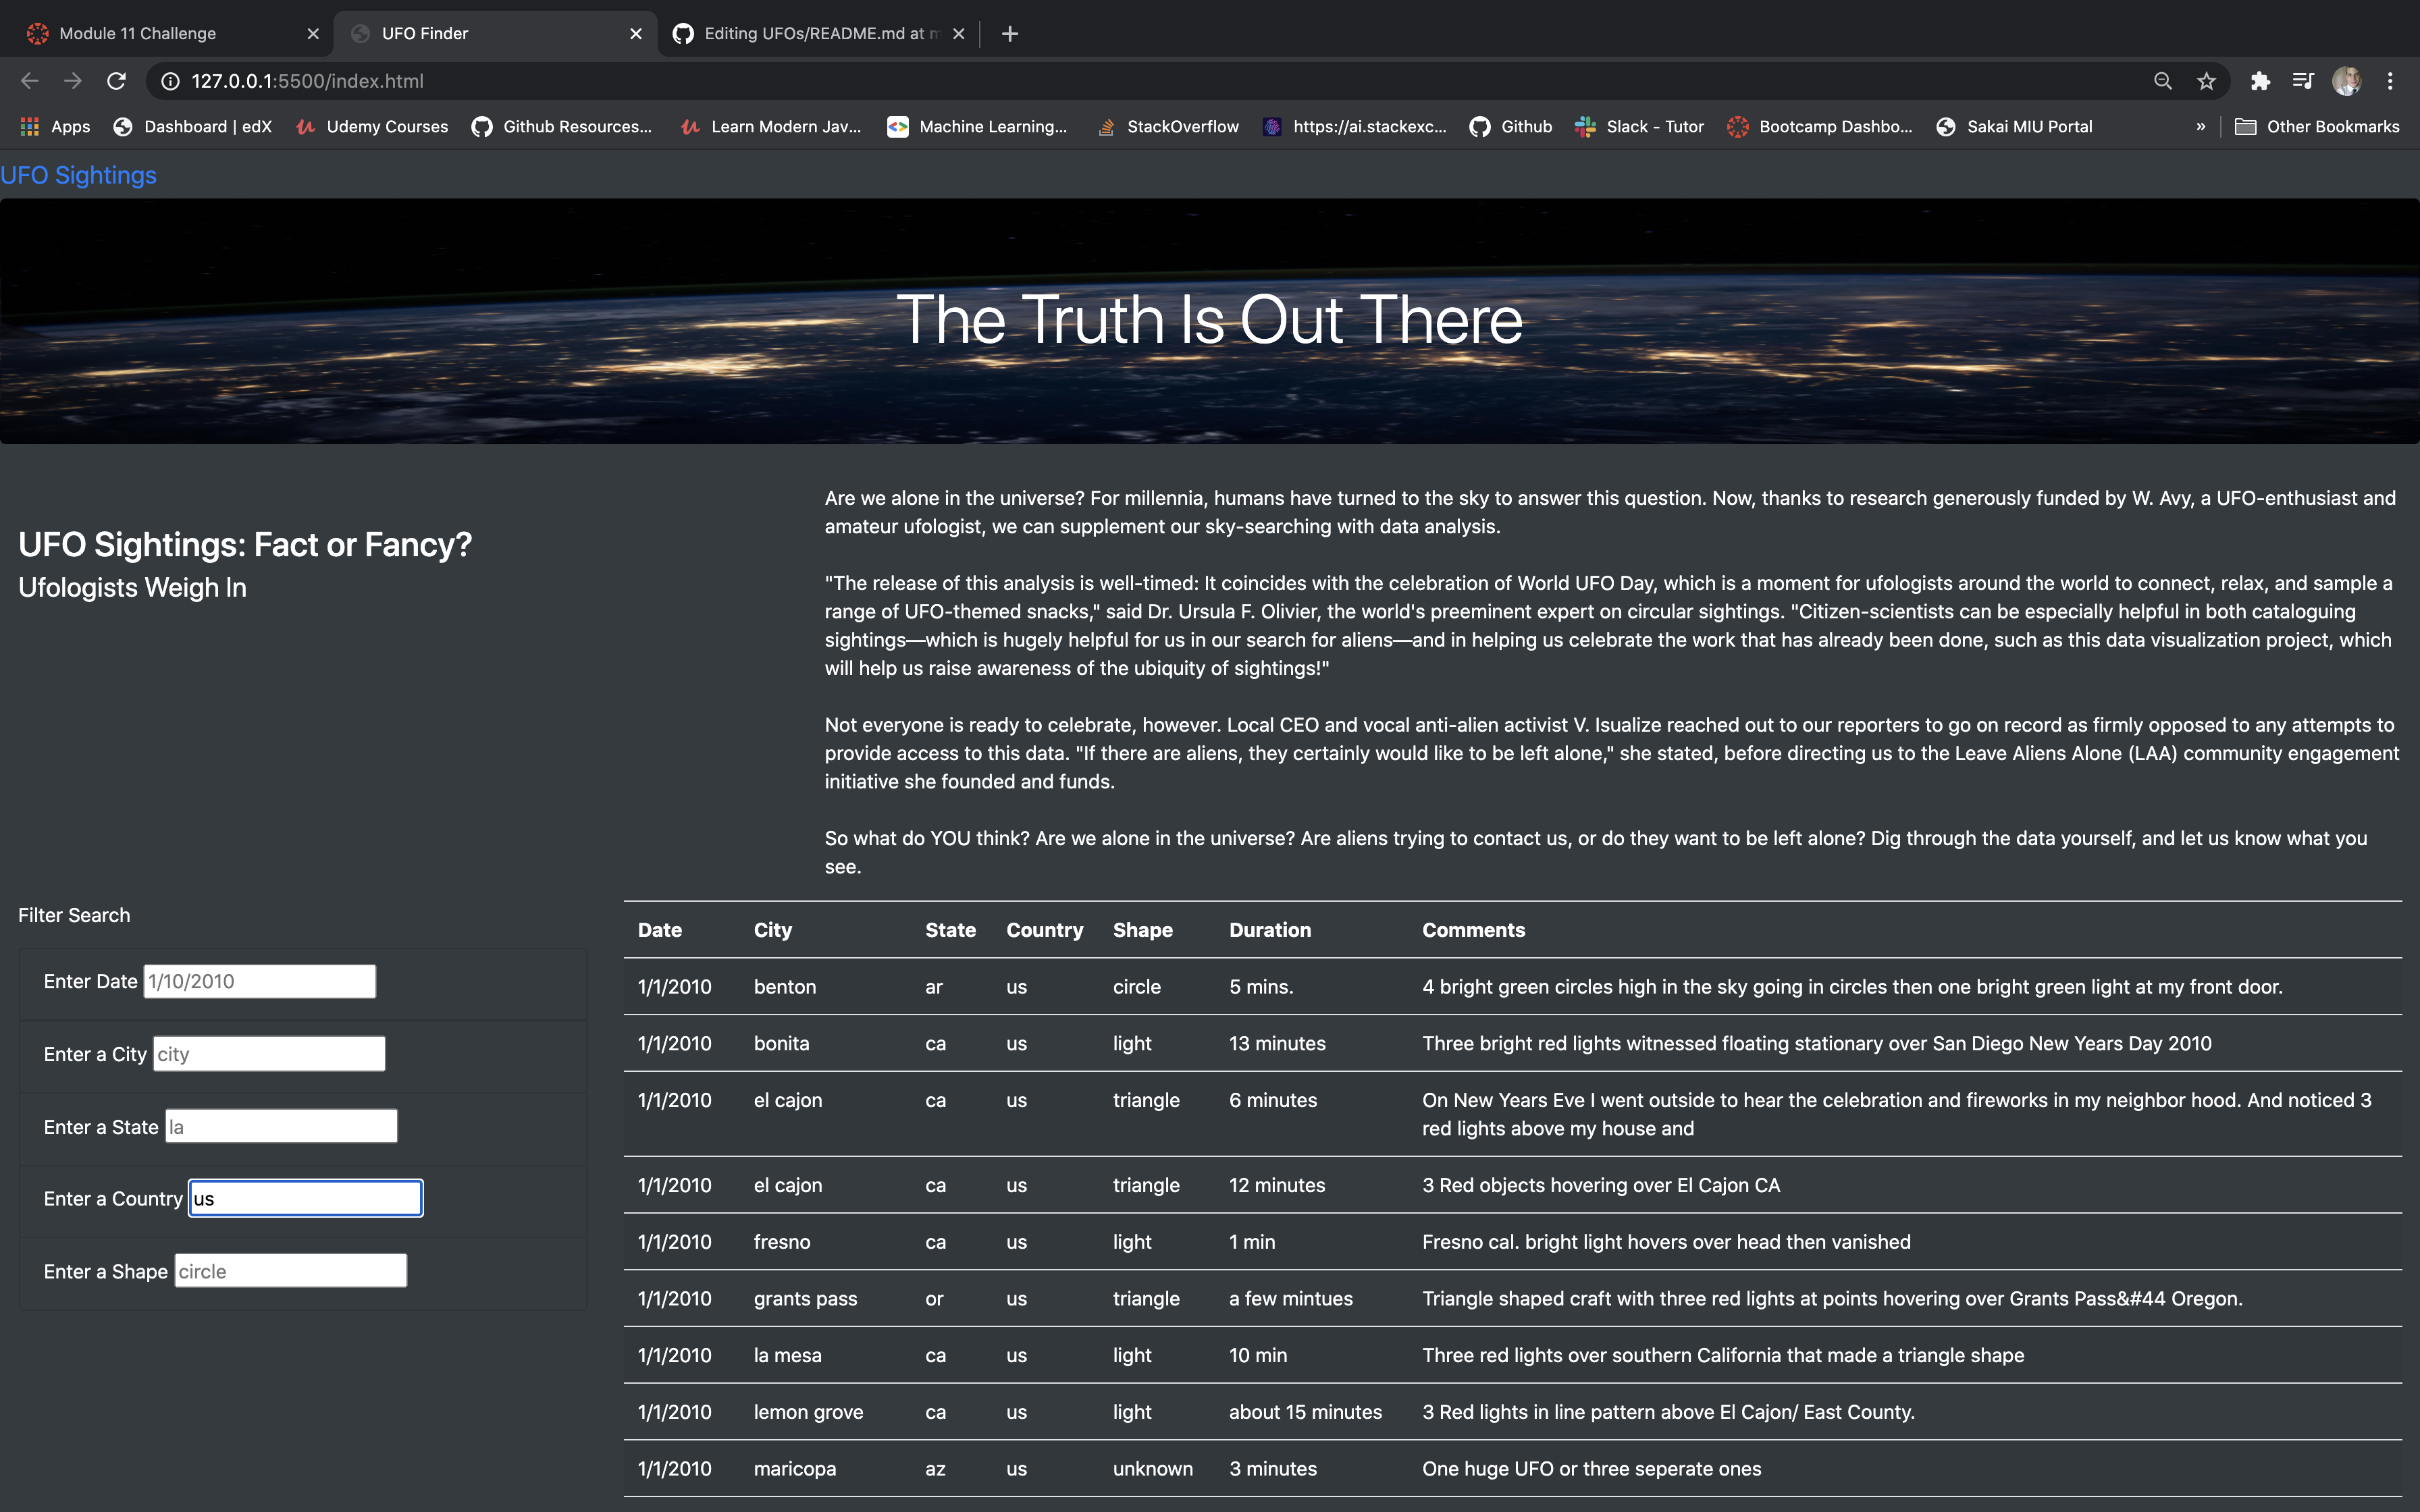 Module 11 Challenge
UFO Finder
Editing UFOs/README.md at m
127.0.0.1:5500/index.html
Apps
Dashboard | edX
Udemy Courses
Github Resources...
Learn Modern Jav...
Machine Learning...
StackOverflow
https://ai.stackexc...
Github
Slack - Tutor
Bootcamp Dashbo...
Sakai MIU Portal
»
Other Bookmarks
UFO Sightings
The Truth Is Out There
UFO Sightings: Fact or Fancy?
Ufologists Weigh In
Are we alone in the universe? For millennia, humans have turned to the sky to answer this question. Now, thanks to research generously funded by W. Avy, a UFO-enthusiast and
amateur ufologist, we can supplement our sky-searching with data analysis.
"The release of this analysis is well-timed: It coincides with the celebration of World UFO Day, which is a moment for ufologists around the world to connect, relax, and sample a
range of UFO-themed snacks," said Dr. Ursula F. Olivier, the world's preeminent expert on circular sightings. "Citizen-scientists can be especially helpful in both cataloguing
sightings—which is hugely helpful for us in our search for aliens—and in helping us celebrate the work that has already been done, such as this data visualization project, which
will help us raise awareness of the ubiquity of sightings!"
Not everyone is ready to celebrate, however. Local CEO and vocal anti-alien activist V. Isualize reached out to our reporters to go on record as firmly opposed to any attempts to
provide access to this data. "If there are aliens, they certainly would like to be left alone," she stated, before directing us to the Leave Aliens Alone (LAA) community engagement
initiative she founded and funds.
So what do YOU think? Are we alone in the universe? Are aliens trying to contact us, or do they want to be left alone? Dig through the data yourself, and let us know what you
see.
Filter Search
Enter Date 1/10/2010
Enter a City city
Enter a State la
Enter a Country us
Enter a Shape circle
Date City State Country Shape Duration Comments
1/1/2010 benton ar us circle 5 mins. 4 bright green circles high in the sky going in circles then one bright green light at my front door.
1/1/2010 bonita ca us light 13 minutes Three bright red lights witnessed floating stationary over San Diego New Years Day 2010
1/1/2010 el cajon ca us triangle 6 minutes On New Years Eve I went outside to hear the celebration and fireworks in my neighbor hood. And noticed 3
red lights above my house and
1/1/2010 el cajon ca us triangle 12 minutes 3 Red objects hovering over El Cajon CA
1/1/2010 fresno ca us light 1 min Fresno cal. bright light hovers over head then vanished
1/1/2010 grants pass or us triangle a few mintues Triangle shaped craft with three red lights at points hovering over Grants Pass&#44 Oregon.
1/1/2010 la mesa ca us light 10 min Three red lights over southern California that made a triangle shape
1/1/2010 lemon grove ca us light about 15 minutes 3 Red lights in line pattern above El Cajon/ East County.
1/1/2010 maricopa az us unknown 3 minutes One huge UFO or three seperate ones